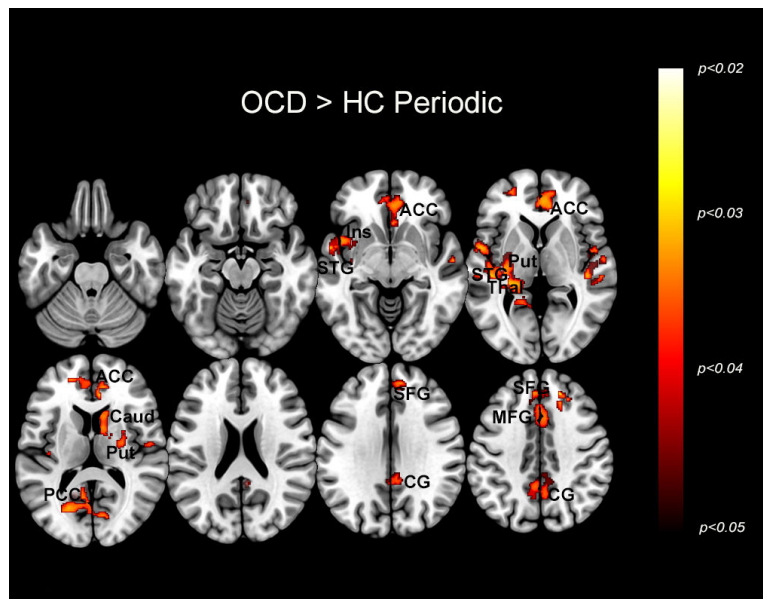 p<0.02
OCD > HC Periodic
ACC
Ins
STG
ACC
Put
STG
Thal
p<0.03
ACC
Caud
Put
PCC
SFG
CG
SFG
MFG
CG
p<0.04
p<0.05